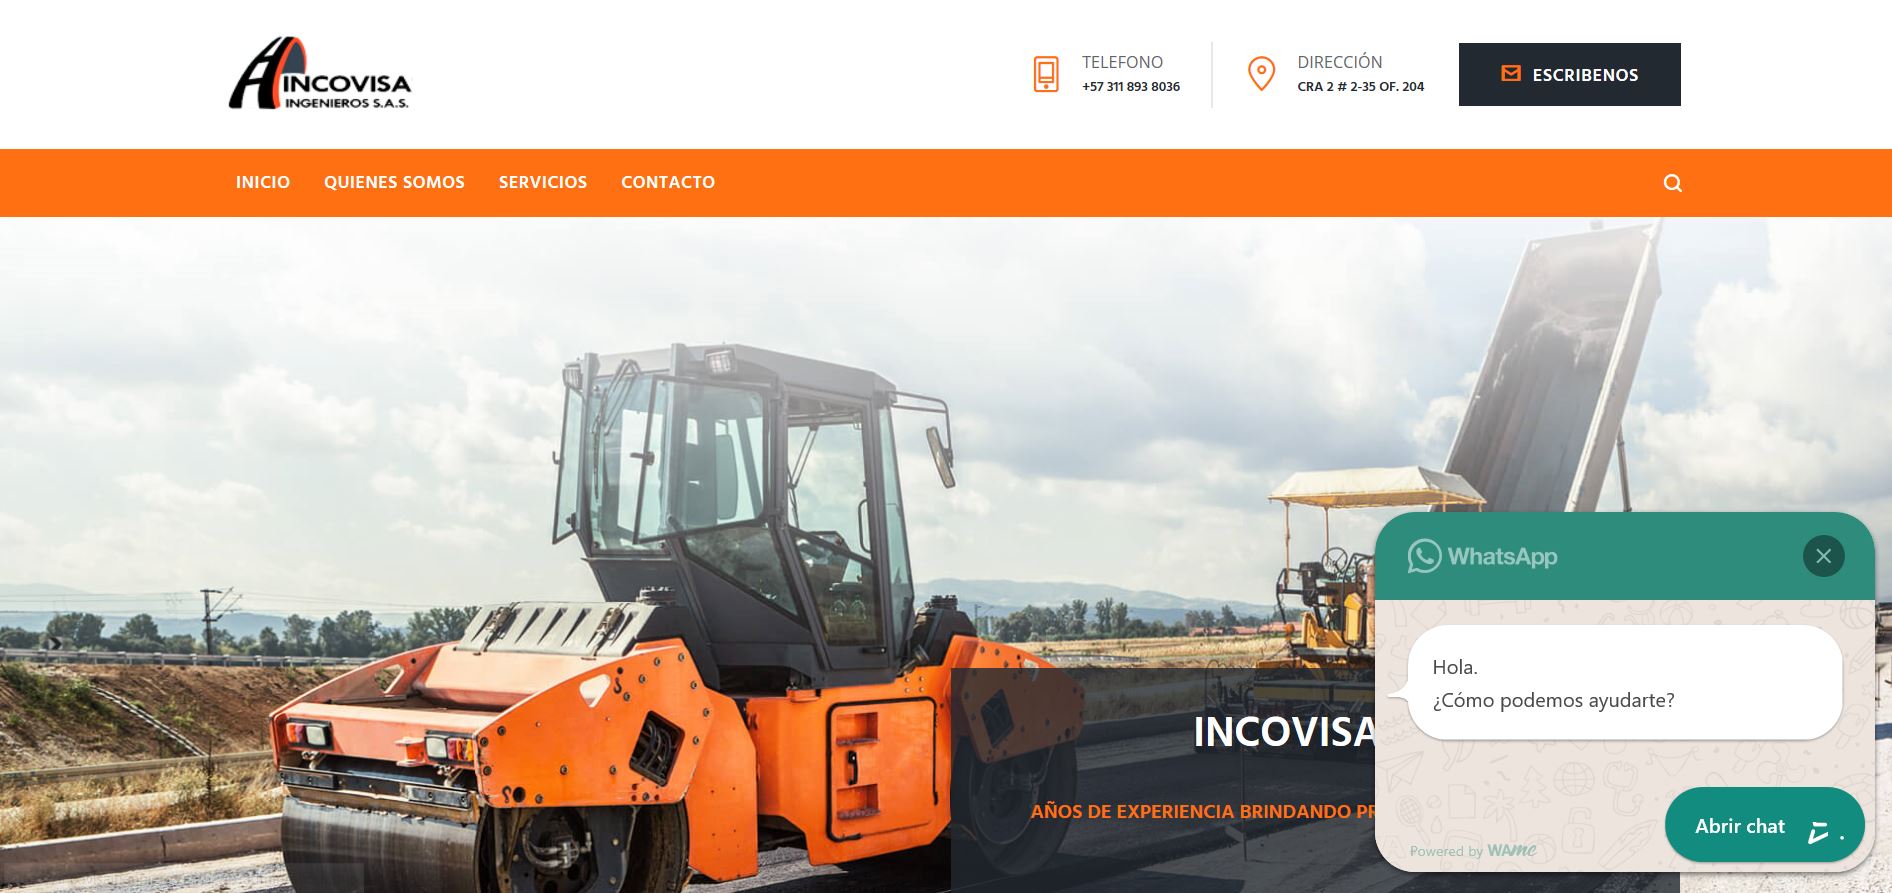 INCOVISA
INGENIEROS S.A.S.
TELEFONO
+57 311 893 8036
DIRECCIÓN
CRA 2 # 2-35 OF. 204
ESCRIBENOS
INICIO QUIENES SOMOS SERVICIOS CONTACTO
INCOVISA
AÑOS DE EXPERIENCIA BRINDANDO PR
WhatsApp
Hola.
¿Cómo podemos ayudarte?
Abrir chat
Powered by WAme